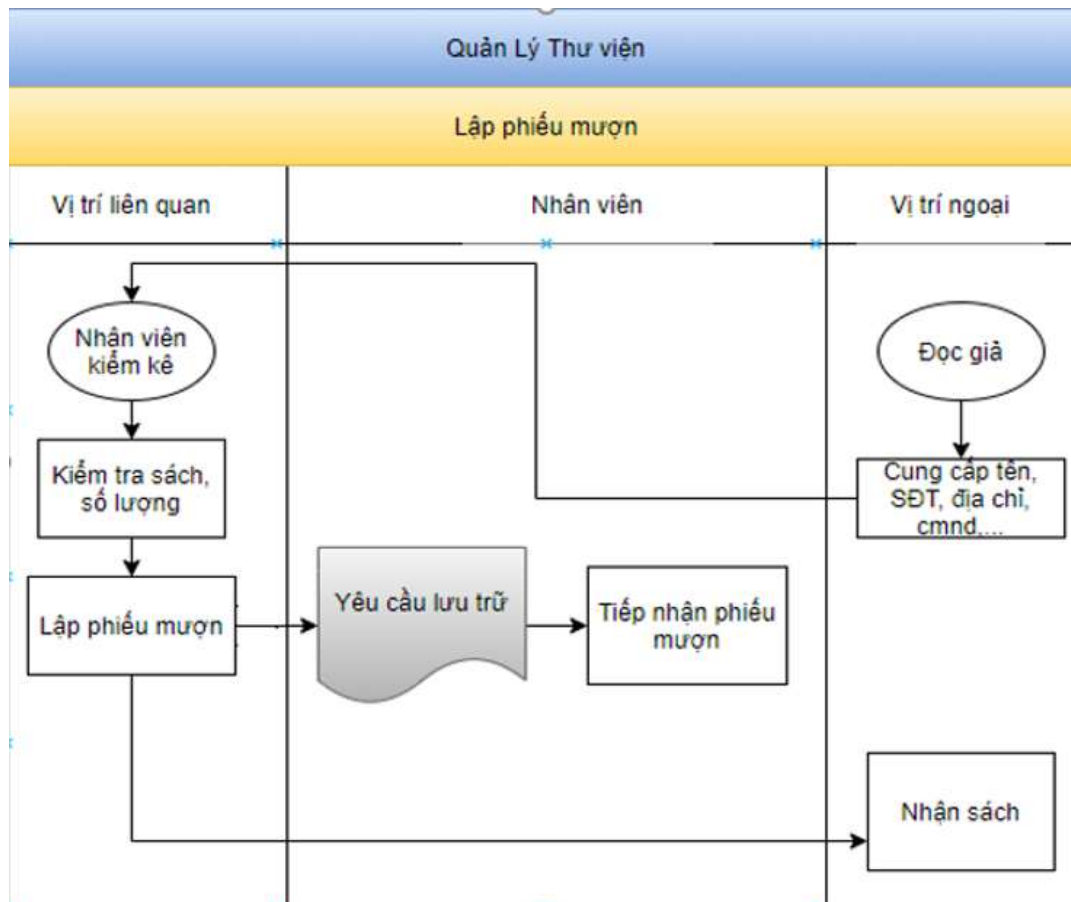 Quản Lý Thư viện
Lập phiếu mượn
Vị trí liên quan
Nhân viên
Vị trí ngoại
Nhân viên
kiểm kê
Đọc giả
Kiểm tra sách,
số lượng
Cung cấp tên,
SĐT, địa chỉ,
cmnd,...
Lập phiếu mượn
Yêu cầu lưu trữ
Tiếp nhận phiếu
mượn
Nhận sách